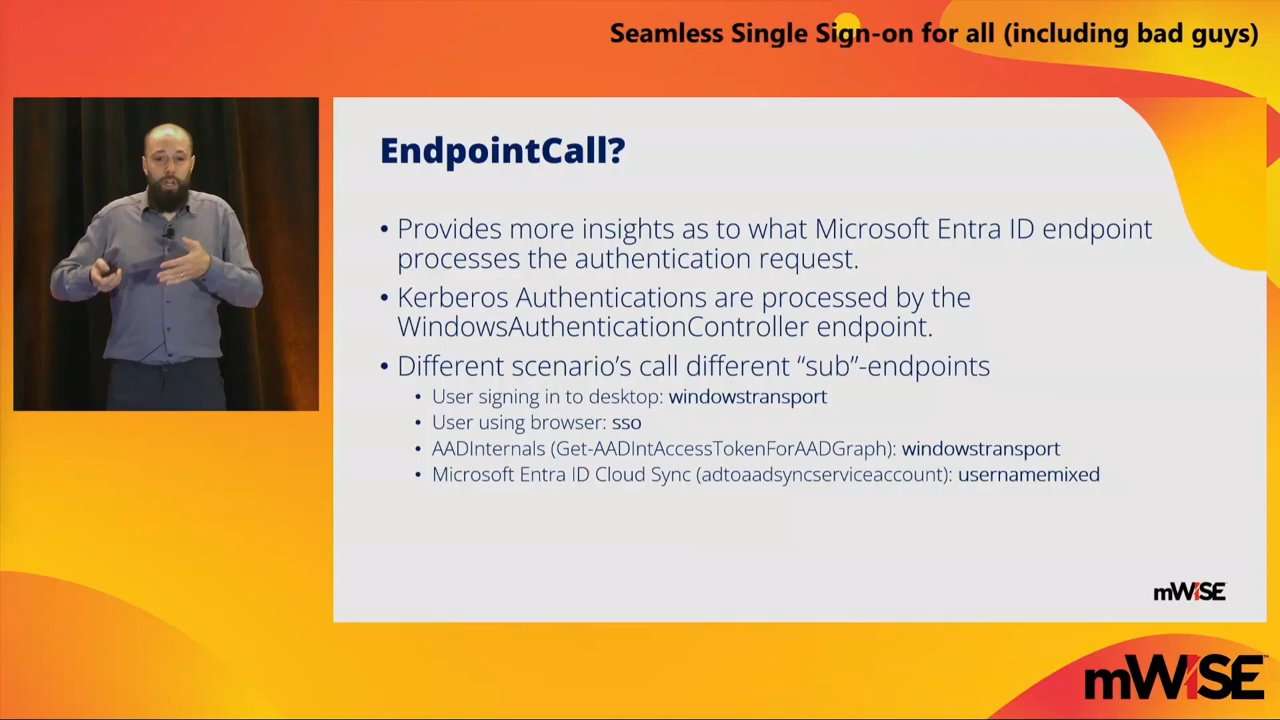 Seamless Single Sign-on for all (including bad guys)
EndpointCall?
• Provides more insights as to what Microsoft Entra ID endpoint
processes the authentication request.
• Kerberos Authentications are processed by the
WindowsAuthenticationController endpoint.
• Different scenario's call different “sub”-endpoints
• User signing in to desktop: windowstransport
• User using browser: sso
• AADInternals (Get-AADIntAccessTokenForAADGraph): windowstransport
• Microsoft Entra ID Cloud Sync (adtoaadsyncserviceaccount): usernamemixed
mWISE
mWISE™